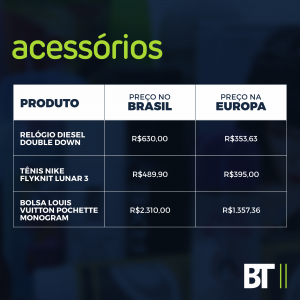 acessórios
PRODUTO
PREÇO NO
BRASIL
PREÇO NA
EUROPA
RELÓGIO DIESEL
DOUBLE DOWN
R$630,00
R$353,63
TÊNIS NIKE
FLYKNIT LUNAR 3
R$489,90
R$395,00
BOLSA LOUIS
VUITTON POCHETTE
MONOGRAM
R$2.310,00
R$1.357,36
BT